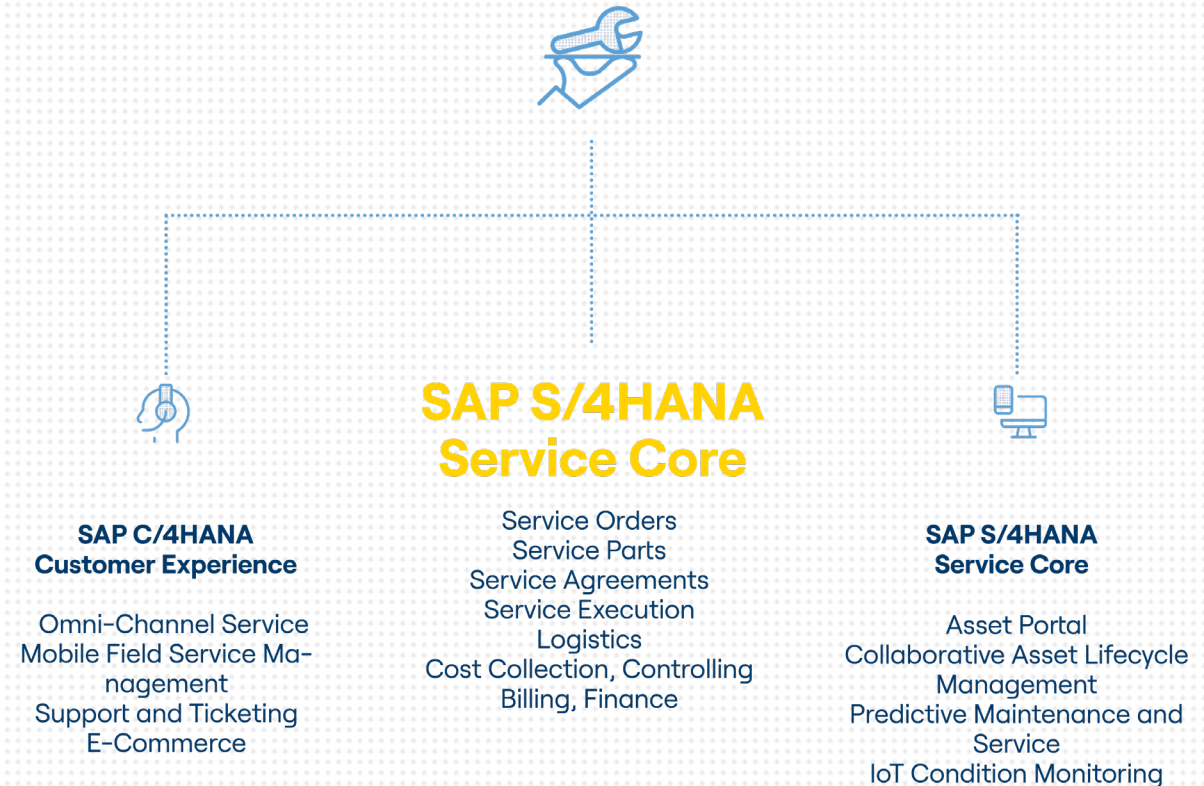 SAP S/4HANA
Service Core
Service Orders
Service Parts
Service Agreements
Service Execution
Logistics
Cost Collection, Controlling
Billing, Finance
SAP C/4HANA
Customer Experience
Omni-Channel Service
Mobile Field Service Ma-
nagement
Support and Ticketing
E-Commerce
SAP S/4HANA
Service Core
Asset Portal
Collaborative Asset Lifecycle
Management
Predictive Maintenance and
Service
IoT Condition Monitoring